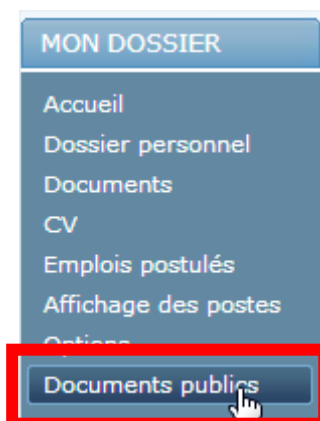 MON DOSSIER
Accueil
Dossier personnel
Documents
CV
Emplois postulés
Affichage des postes
Options
Documents publics